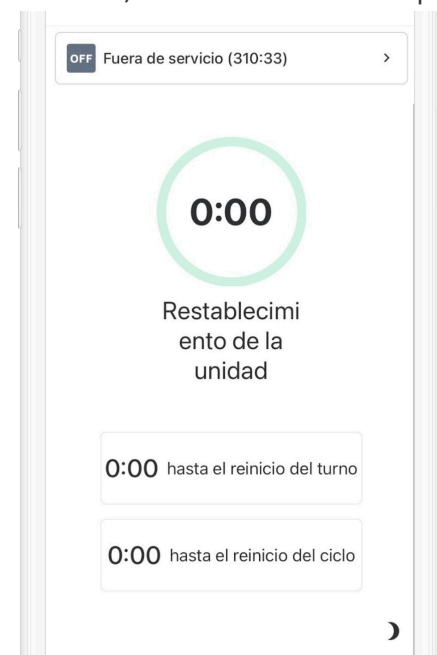 OFF Fuera de servicio (310:33)
0:00
Restablecimi
ento de la
unidad
0:00 hasta el reinicio del turno
0:00 hasta el reinicio del ciclo